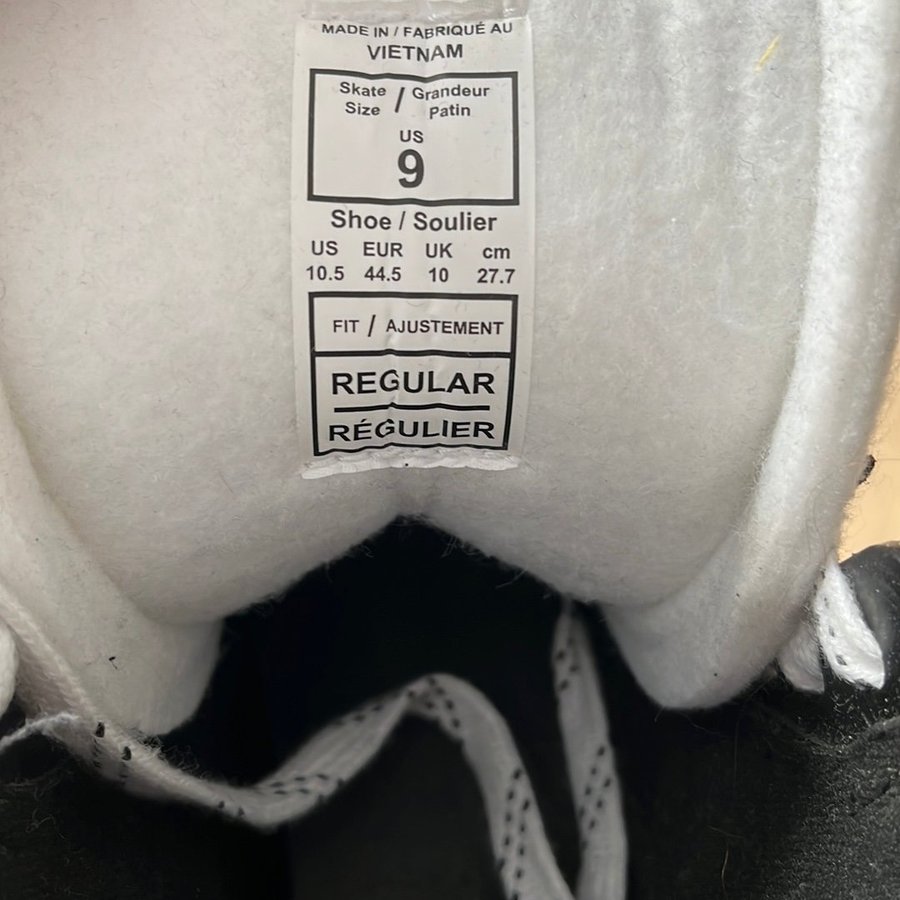 MADE IN / FABRIQUÉ AU
VIETNAM
Skate Size / Grandeur Patin
US
9
Shoe / Soulier
US EUR UK cm
10.5 44.5 10 27.7
FIT / AJUSTEMENT
REGULAR
RÉGULIER